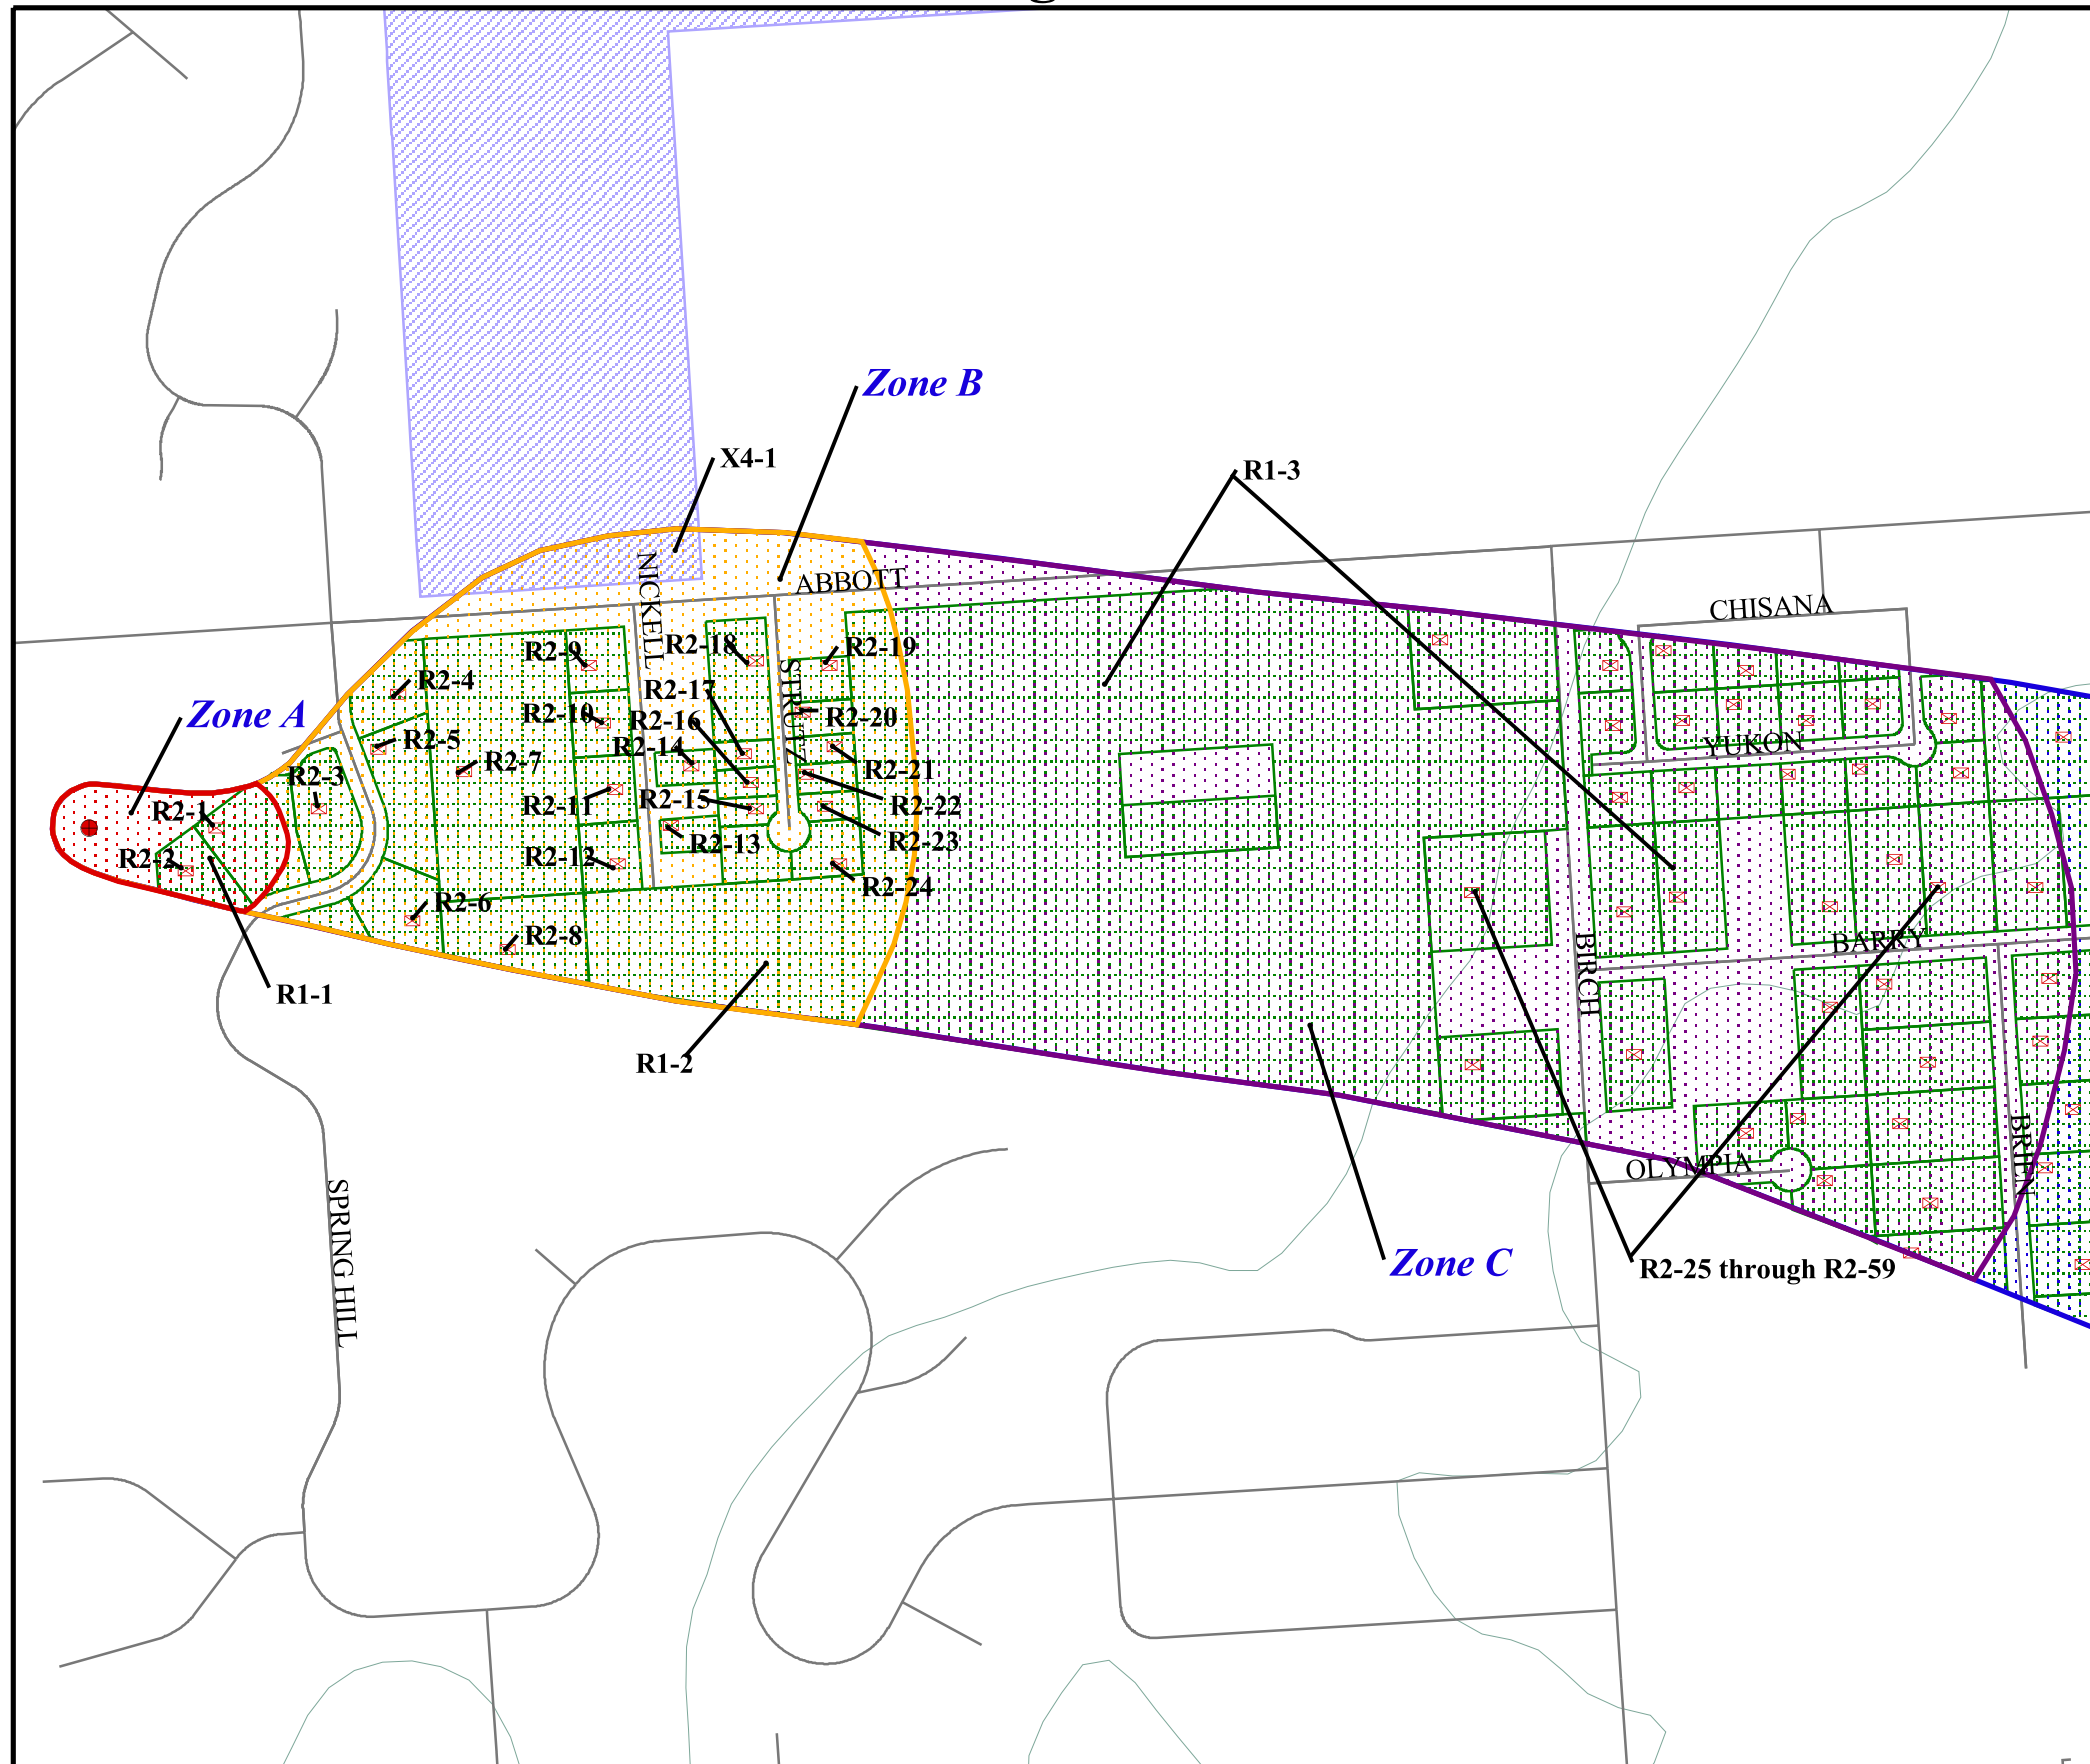 Zone B
X4-1
R1-3
NICKELL
ABBOTT
CHISANA
R2-9
R2-18
R2-19
R2-4
R2-17
Zone A
R2-10
R2-16
STRUTZ
R2-20
R2-5
R2-14
YUKON
R2-7
R2-21
R2-3
R2-11
R2-15
R2-22
R2-1
R2-13
R2-23
R2-2
R2-12
R2-24
R2-6
R2-8
BARRY
BIRCH
R1-1
R1-2
BRIEN
OLYMPIA
SPRING HILL
Zone C
R2-25 through R2-59